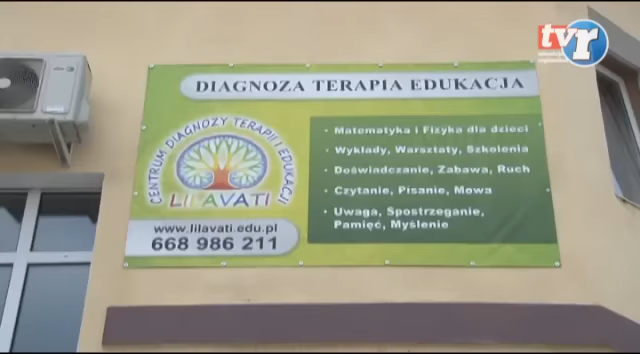 tvr
DIAGNOZA TERAPIA EDUKACJA
CENTRUM DIAGNOZY TERAPII I EDUKACJI
LILAVATI
www.lilavati.edu.pl
668 986 211
• Matematyka i Fizyka dla dzieci
• Wykłady, Warsztaty, Szkolenia
• Doświadczanie, Zabawa, Ruch
• Czytanie, Pisanie, Mowa
• Uwaga, Spostrzeganie,
Pamięć, Myślenie